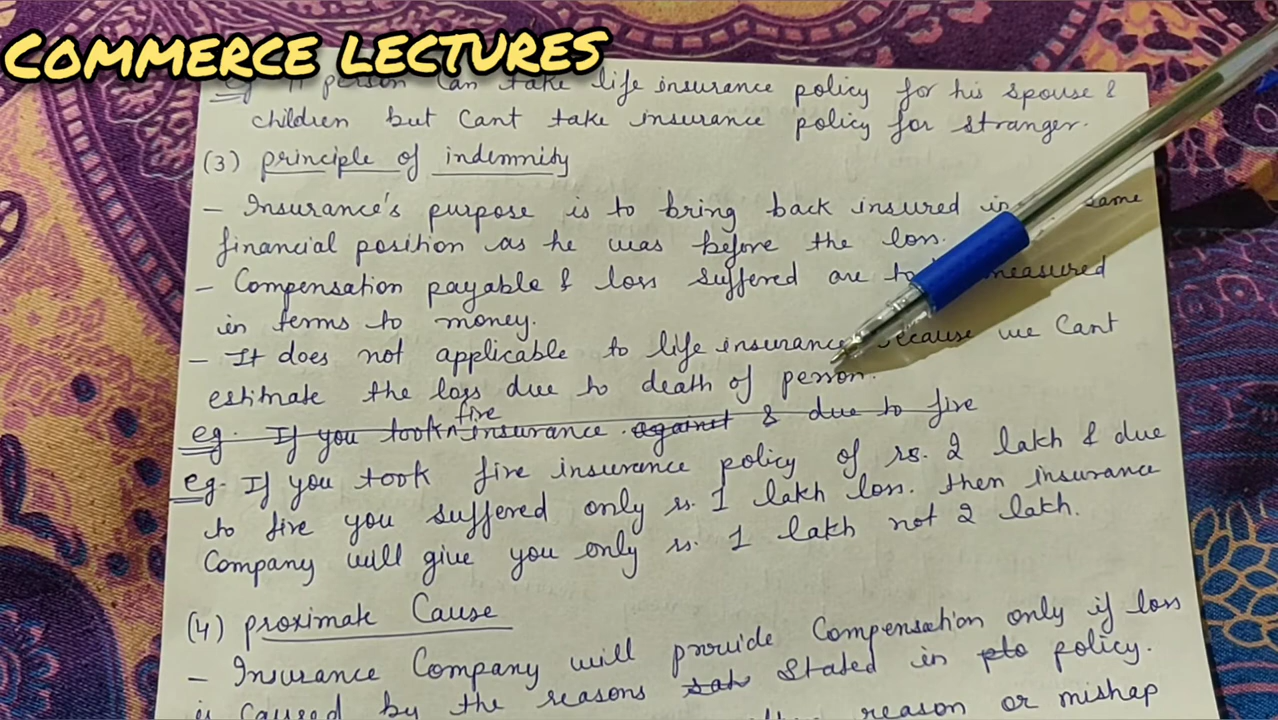 COMMERCE LECTURES
eg A person can take life insurance policy for his spouse &
children but cant take insurance policy for stranger.
(3) principle of indemnity
- Insurance's purpose is to bring back insured in same
financial position as he was before the loss.
- Compensation payable & loss suffered are to measured
in terms to money.
- It does not applicable to life insurance because we cant
estimate the loss due to death of person.
eg. If you took fire insurance against & due to fire
eg. If you took fire insurance policy of rs. 2 lakh & due
to fire you suffered only rs. 1 lakh loss. then insurance
Company will give you only rs. 1 lakh not 2 lakh.
(4) proximate Cause
- Insurance Company will provide Compensation only if loss
is caused by the reasons stated in policy.
reason or mishap